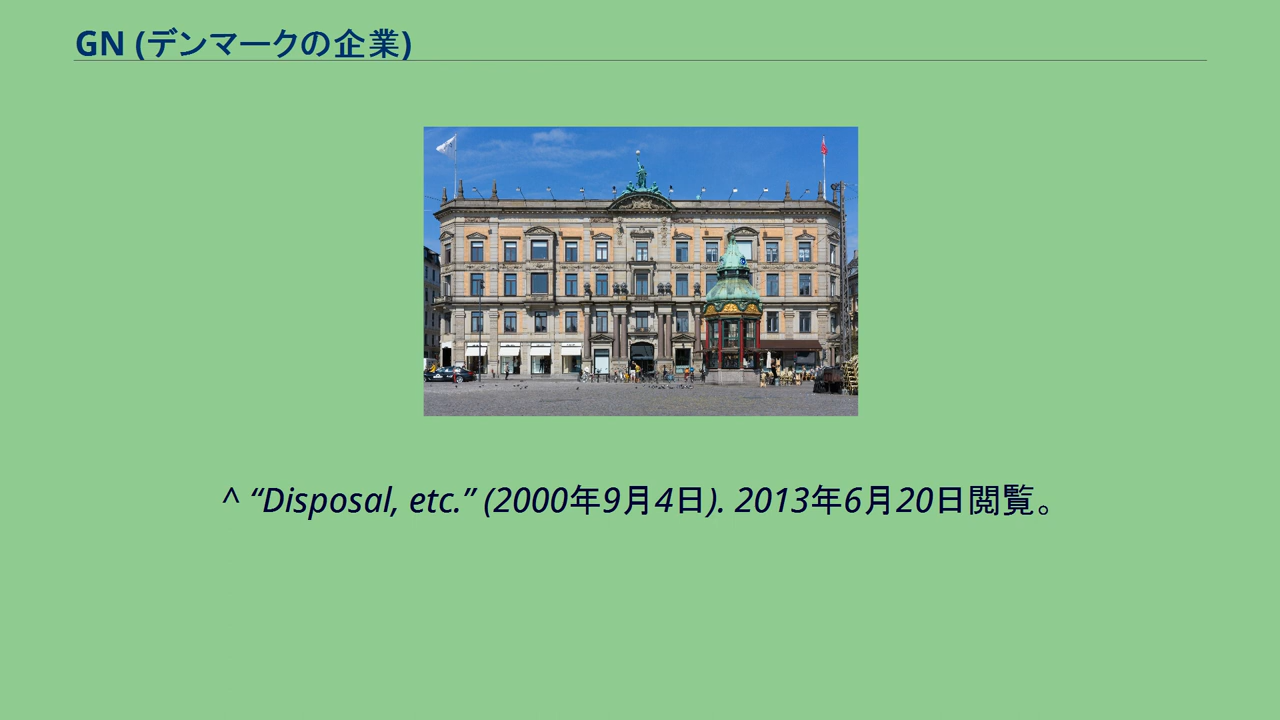 GN (デンマークの企業)
^ “Disposal, etc.” (2000年9月4日). 2013年6月20日閲覧。